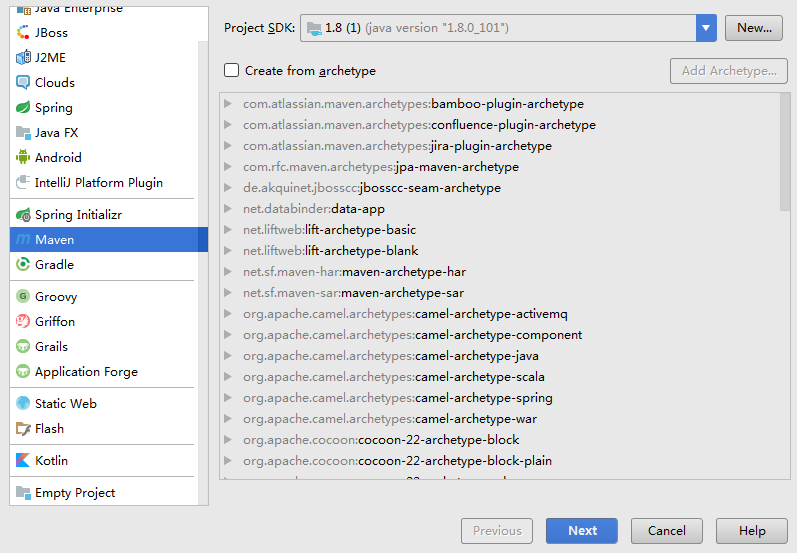 Java Enterprise
JBoss
J2ME
Clouds
Spring
Java FX
Android
IntelliJ Platform Plugin
Spring Initializr
Maven
Gradle
Groovy
Griffon
Grails
Application Forge
Static Web
Flash
Kotlin
Empty Project
Project SDK: 1.8 (1) (java version "1.8.0_101") New...
Create from archetype Add Archetype...
com.atlassian.maven.archetypes:bamboo-plugin-archetype
com.atlassian.maven.archetypes:confluence-plugin-archetype
com.atlassian.maven.archetypes:jira-plugin-archetype
com.rfc.maven.archetypes:jpa-maven-archetype
de.akquinet.jbosscc:jbosscc-seam-archetype
net.databinder:data-app
net.liftweb:lift-archetype-basic
net.liftweb:lift-archetype-blank
net.sf.maven-har:maven-archetype-har
net.sf.maven-sar:maven-archetype-sar
org.apache.camel.archetypes:camel-archetype-activemq
org.apache.camel.archetypes:camel-archetype-component
org.apache.camel.archetypes:camel-archetype-java
org.apache.camel.archetypes:camel-archetype-scala
org.apache.camel.archetypes:camel-archetype-spring
org.apache.camel.archetypes:camel-archetype-war
org.apache.cocoon:cocoon-22-archetype-block
org.apache.cocoon:cocoon-22-archetype-block-plain
Previous Next Cancel Help